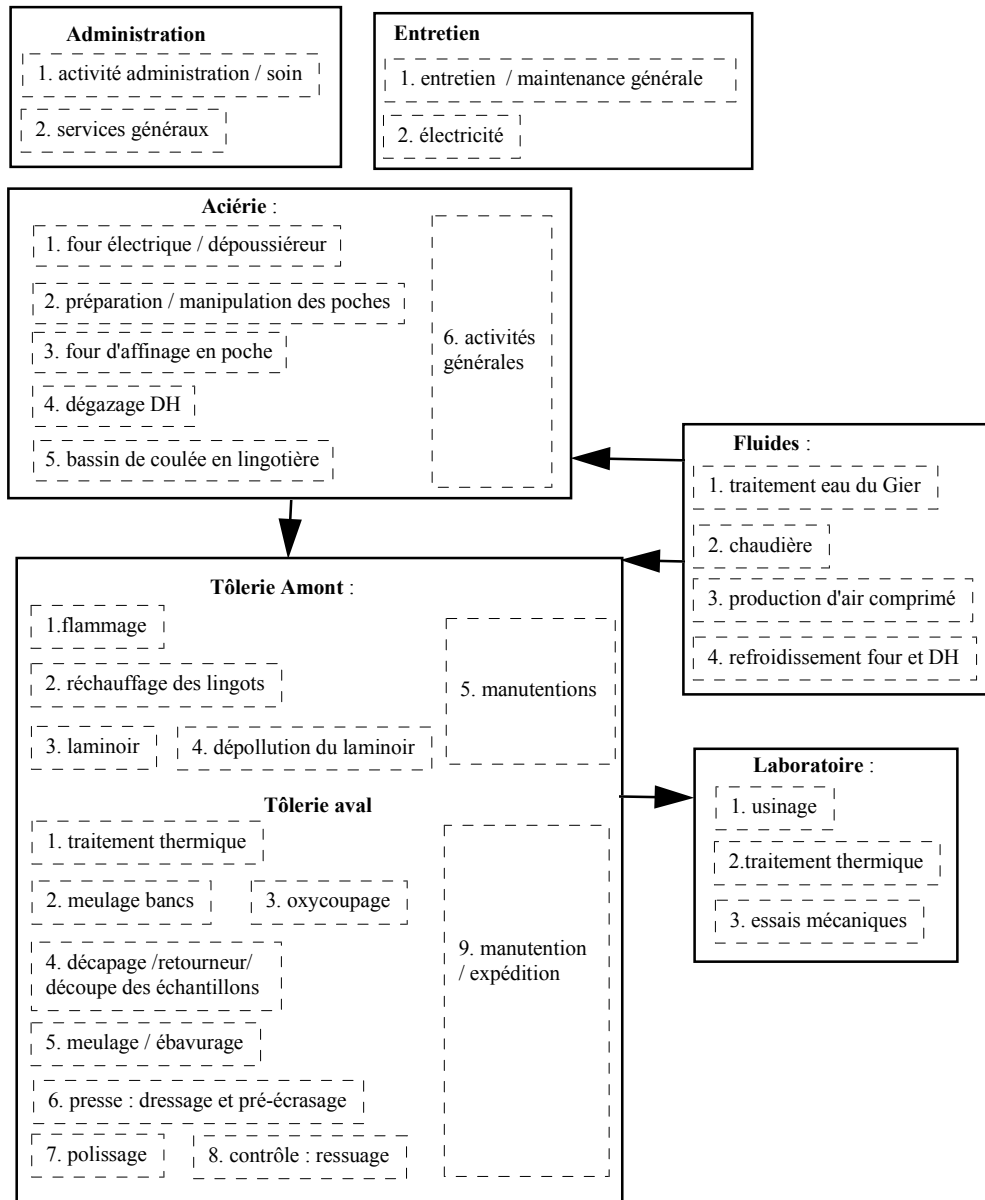 Administration
1. activité administration / soin
2. services généraux
Entretien
1. entretien / maintenance générale
2. électricité
Aciérie :
1. four électrique / dépoussiéreur
2. préparation / manipulation des poches
3. four d'affinage en poche
4. dégazage DH
5. bassin de coulée en lingotière
6. activités
générales
Fluides :
1. traitement eau du Gier
2. chaudière
3. production d'air comprimé
4. refroidissement four et DH
Tôlerie Amont :
1.flammage
2. réchauffage des lingots
3. laminoir
4. dépollution du laminoir
5. manutentions
Tôlerie aval
1. traitement thermique
2. meulage bancs
3. oxycoupage
4. décapage /retourneur/
découpe des échantillons
5. meulage / ébavurage
6. presse : dressage et pré-écrasage
7. polissage
8. contrôle : ressuage
9. manutention
/ expédition
Laboratoire :
1. usinage
2.traitement thermique
3. essais mécaniques